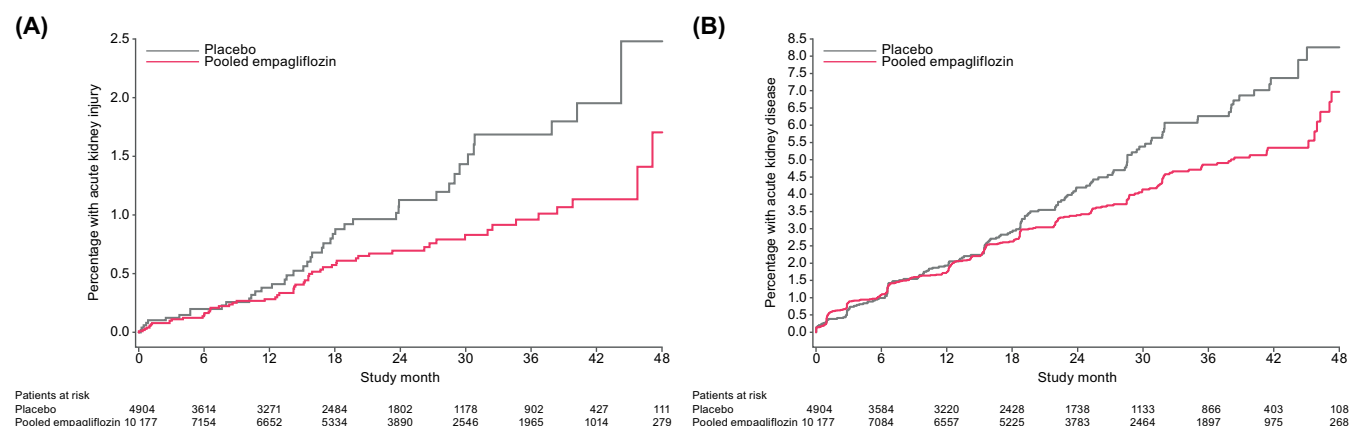 (A)
Percentage with acute kidney injury
2.5
2.0
1.5
1.0
0.5
0.0
Placebo
Pooled empagliflozin
0 6 12 18 24 30 36 42 48
Study month
Patients at risk
Placebo 4904 3614 3271 2484 1802 1178 902 427 111
Pooled empagliflozin 10 177 7154 6652 5334 3890 2546 1965 1014 279
(B)
Percentage with acute kidney disease
8.5
8.0
7.5
7.0
6.5
6.0
5.5
5.0
4.5
4.0
3.5
3.0
2.5
2.0
1.5
1.0
0.5
0.0
Placebo
Pooled empagliflozin
0 6 12 18 24 30 36 42 48
Study month
Patients at risk
Placebo 4904 3584 3220 2428 1738 1133 866 403 108
Pooled empagliflozin 10 177 7084 6557 5225 3783 2464 1897 975 268